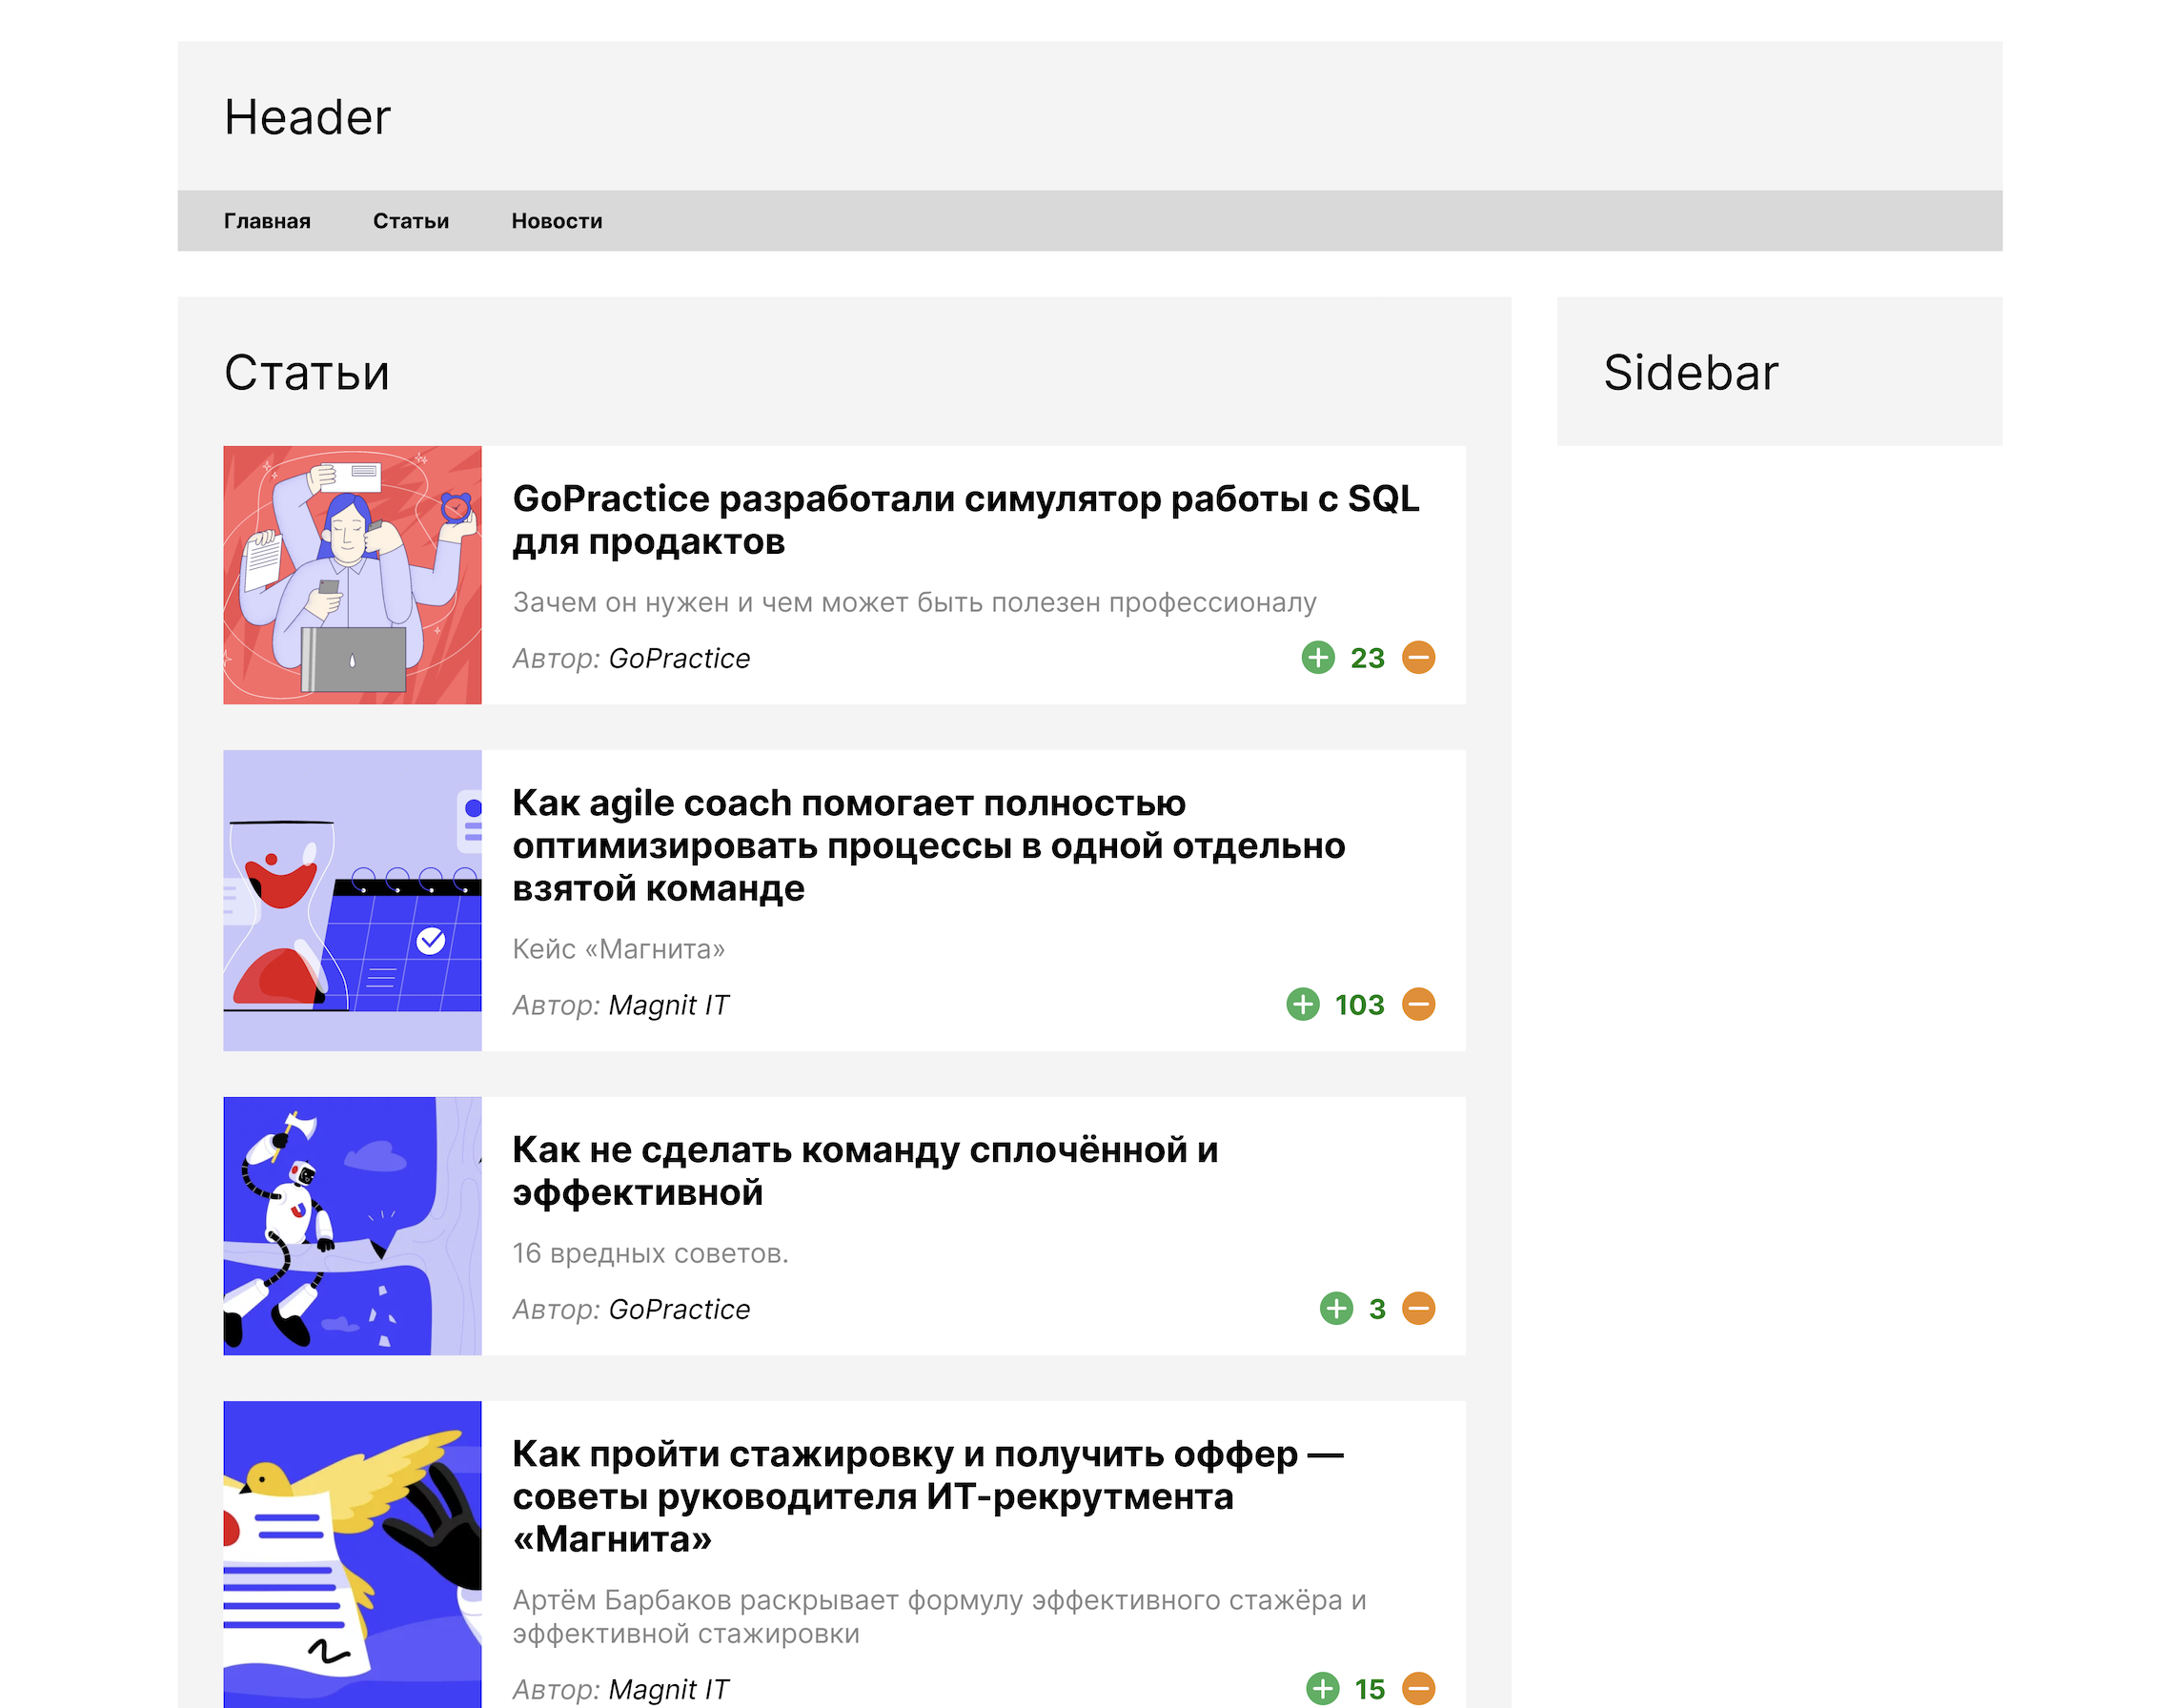 Header
Главная Статьи Новости
Статьи
GoPractice разработали симулятор работы с SQL
для продактов
Зачем он нужен и чем может быть полезен профессионалу
Автор: GoPractice 23
Как agile coach помогает полностью
оптимизировать процессы в одной отдельно
взятой команде
Кейс «Магнита»
Автор: Magnit IT 103
Как не сделать команду сплочённой и
эффективной
16 вредных советов.
Автор: GoPractice 3
Как пройти стажировку и получить оффер —
советы руководителя ИТ-рекрутмента
«Магнита»
Артём Барбаков раскрывает формулу эффективного стажёра и
эффективной стажировки
Автор: Magnit IT 15
Sidebar